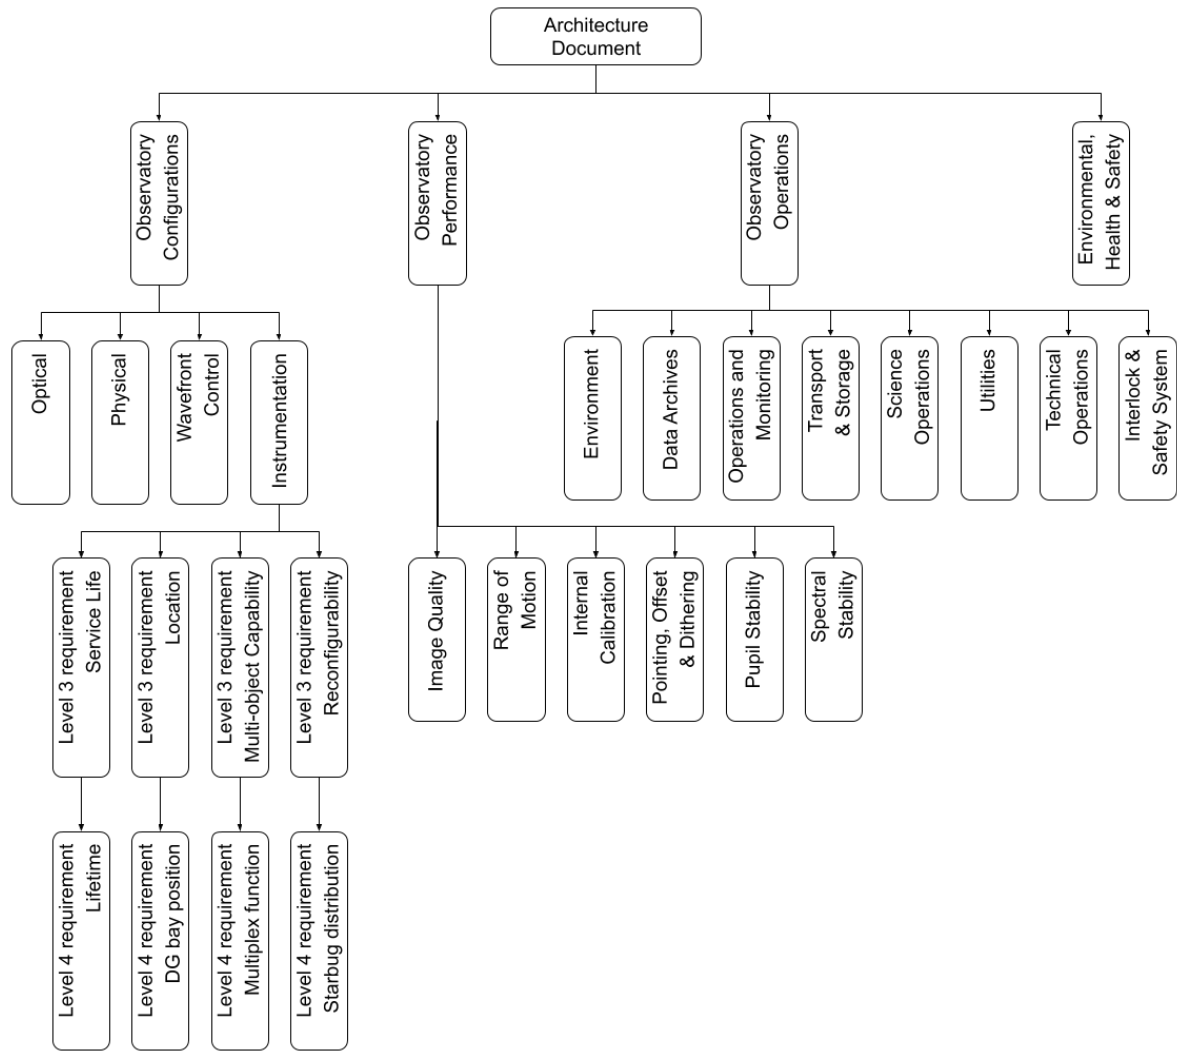 Architecture
Document
Observatory
Configurations
Observatory
Performance
Observatory
Operations
Environmental,
Health & Safety
Optical
Physical
Wavefront
Control
Instrumentation
Environment
Data Archives
Operations and
Monitoring
Transport
& Storage
Science
Operations
Utilities
Technical
Operations
Interlock &
Safety System
Level 3 requirement
Service Life
Level 3 requirement
Location
Level 3 requirement
Multi-object Capability
Level 3 requirement
Reconfigurability
Image Quality
Range of
Motion
Internal
Calibration
Pointing, Offset
& Dithering
Pupil Stability
Spectral
Stability
Level 4 requirement
Lifetime
Level 4 requirement
DG bay position
Level 4 requirement
Multiplex function
Level 4 requirement
Starbug distribution